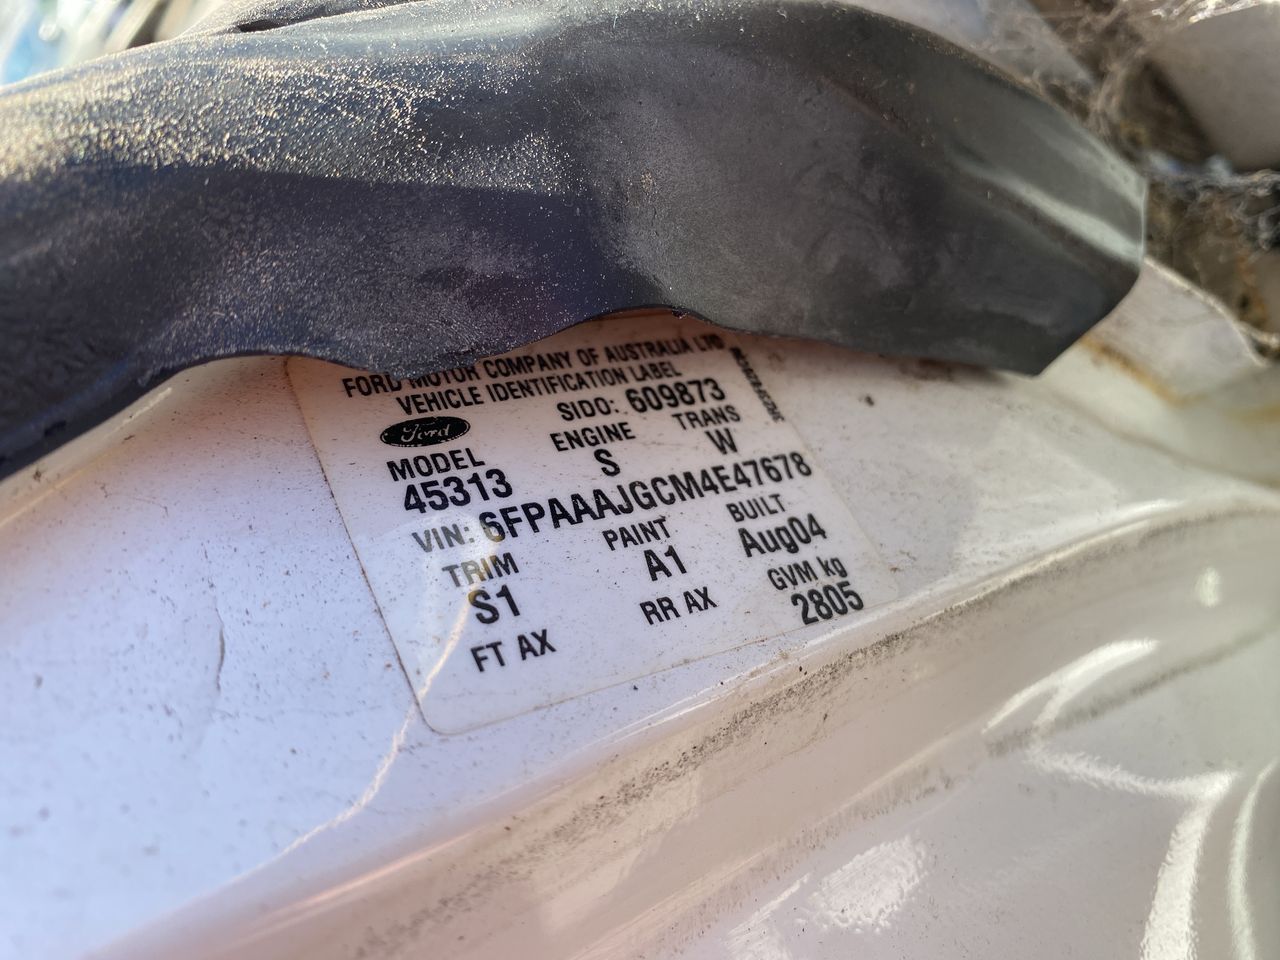 FORD MOTOR COMPANY OF AUSTRALIA LTD
VEHICLE IDENTIFICATION LABEL
Ford SIDO: 609873
MODEL ENGINE TRANS
45313 S W
VIN: 6FPAAAJGCM4E47678
TRIM PAINT BUILT
S1 A1 Aug04
FT AX RR AX GVM kg
2805